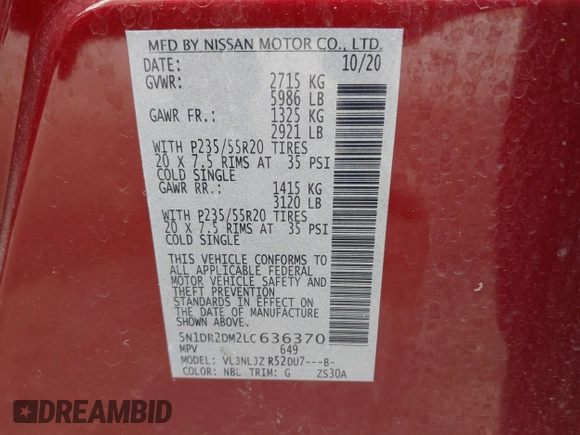 MFD BY NISSAN MOTOR CO., LTD.
DATE: 10/20
GVWR: 2715 KG
5986 LB
GAWR FR.: 1325 KG
2921 LB
WITH P235/55R20 TIRES
20 X 7.5 RIMS AT 35 PSI
COLD SINGLE
GAWR RR.: 1415 KG
3120 LB
WITH P235/55R20 TIRES
20 X 7.5 RIMS AT 35 PSI
COLD SINGLE
THIS VEHICLE CONFORMS TO
ALL APPLICABLE FEDERAL
MOTOR VEHICLE SAFETY AND
THEFT PREVENTION
STANDARDS IN EFFECT ON
THE DATE OF MANUFACTURE
SHOWN ABOVE.
5N1DR2DM2LC636370
MPV 649
MODEL: VLJNLJZ R52DU7---B-
COLOR: NBL TRIM: G ZS30A
DREAMBID